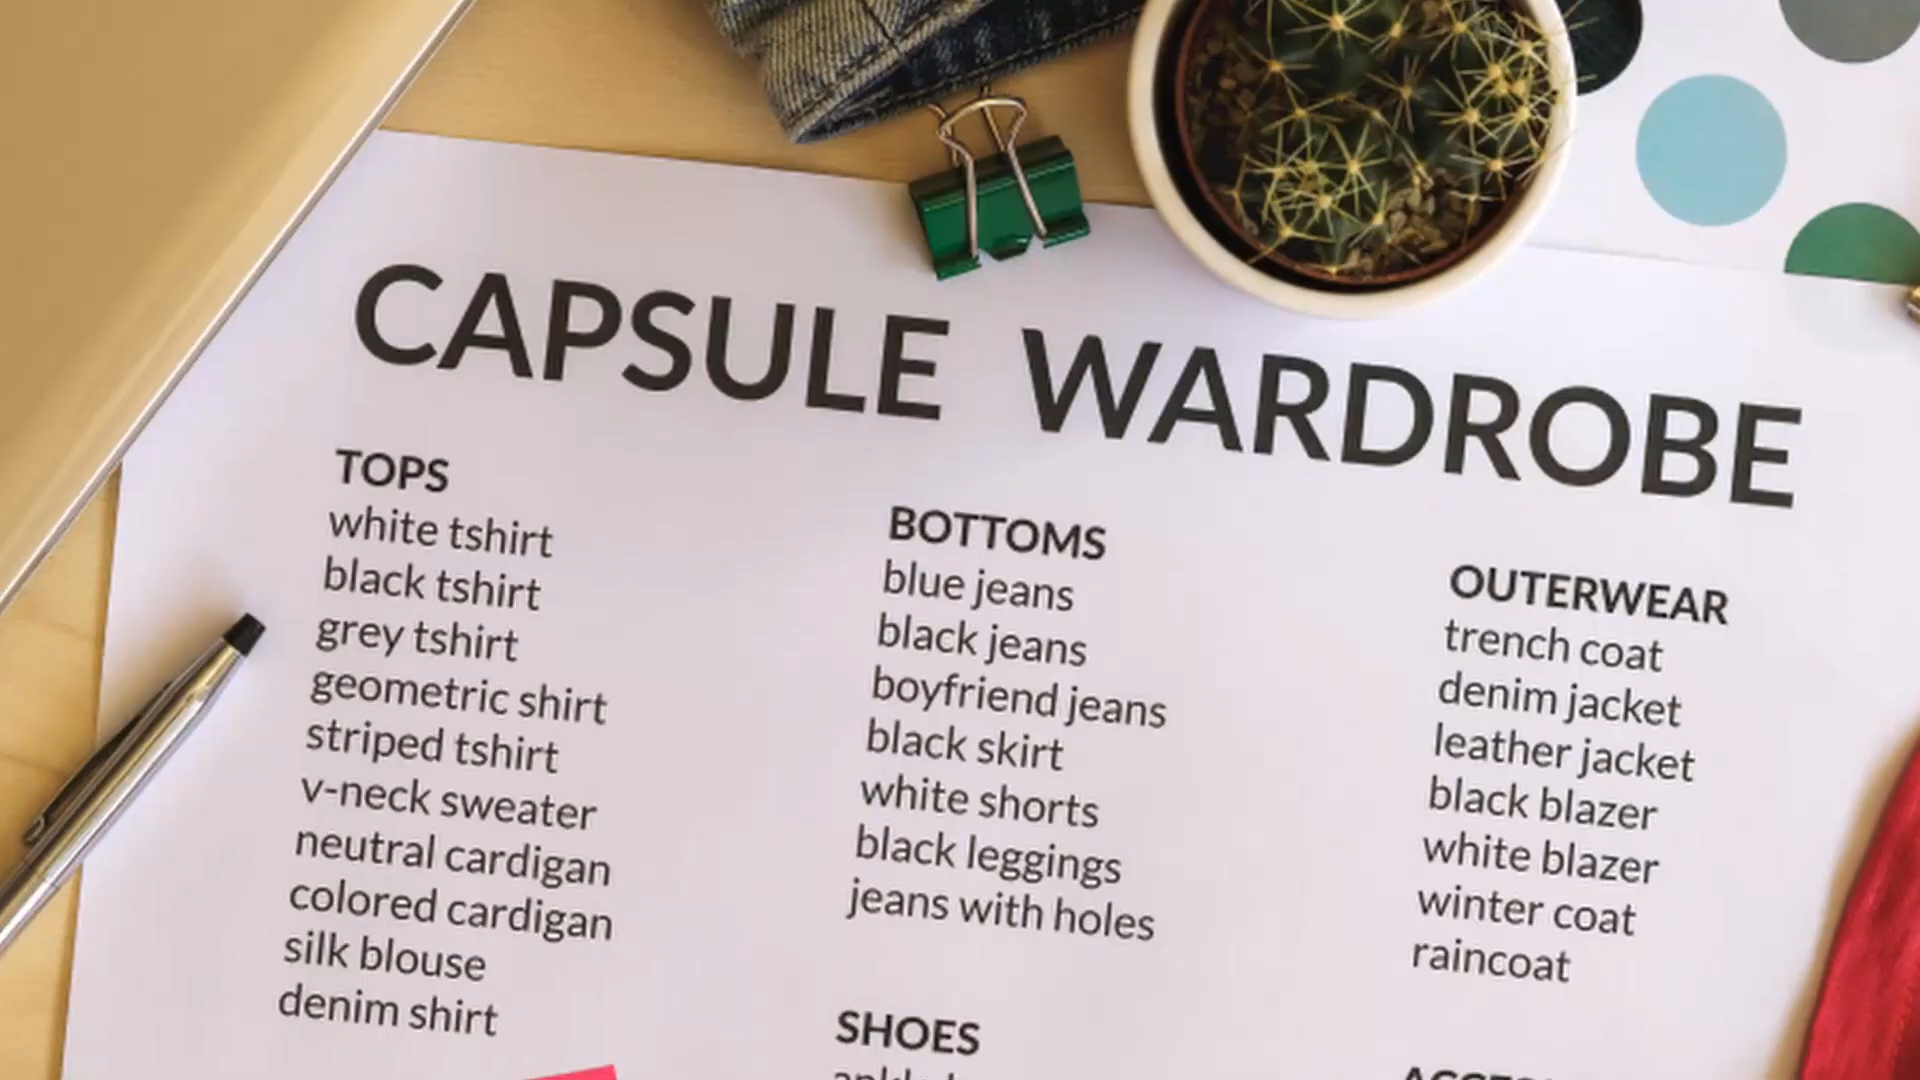 CAPSULE WARDROBE
TOPS
white tshirt
black tshirt
grey tshirt
geometric shirt
striped tshirt
v-neck sweater
neutral cardigan
colored cardigan
silk blouse
denim shirt
BOTTOMS
blue jeans
black jeans
boyfriend jeans
black skirt
white shorts
black leggings
jeans with holes
SHOES
OUTERWEAR
trench coat
denim jacket
leather jacket
black blazer
white blazer
winter coat
raincoat